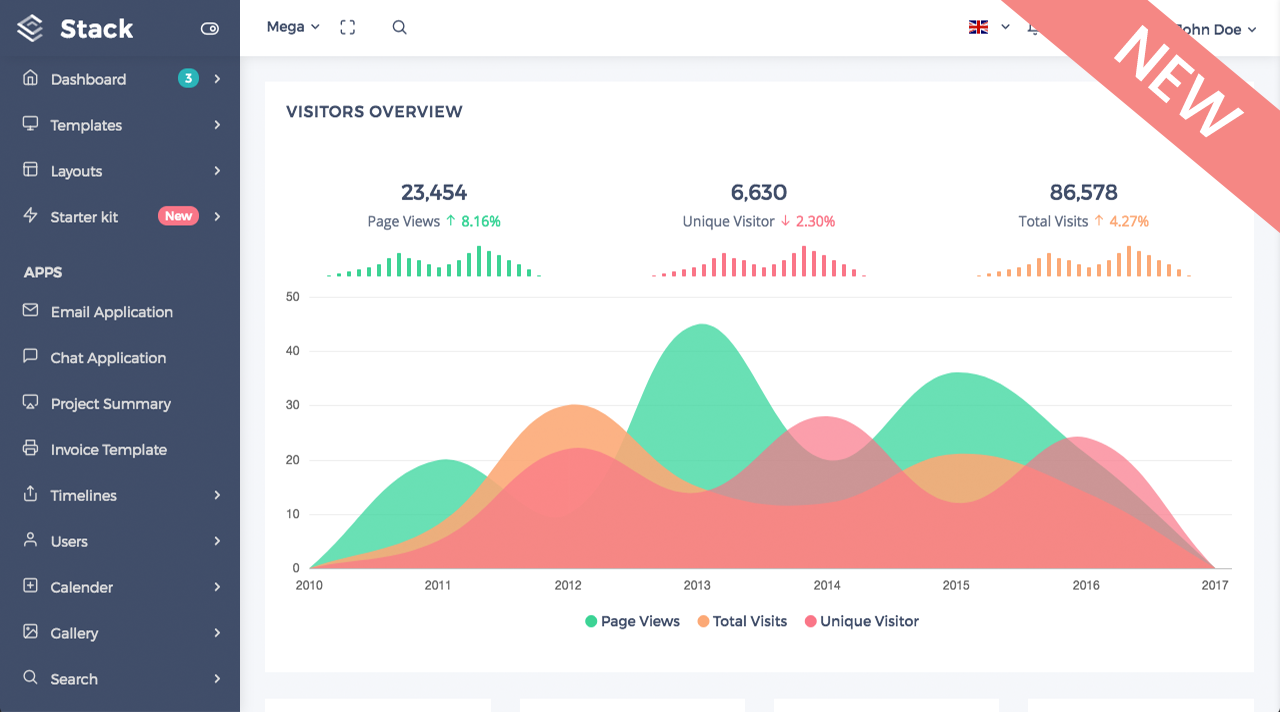 Stack
Mega
John Doe
NEW
Dashboard 3
Templates
Layouts
Starter kit New
APPS
Email Application
Chat Application
Project Summary
Invoice Template
Timelines
Users
Calender
Gallery
Search
VISITORS OVERVIEW
23,454
Page Views ↑ 8.16%
6,630
Unique Visitor ↓ 2.30%
86,578
Total Visits ↑ 4.27%
50
40
30
20
10
0
2010 2011 2012 2013 2014 2015 2016 2017
Page Views Total Visits Unique Visitor